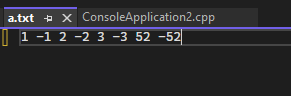 a.txt ConsoleApplication2.cpp
1 -1 2 -2 3 -3 52 -52